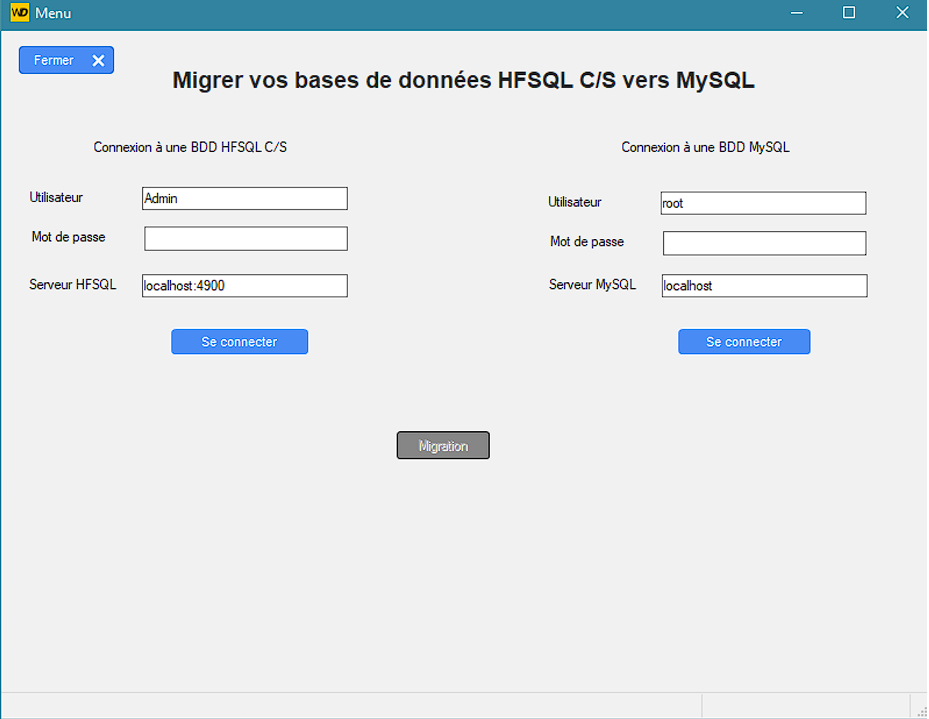 WD Menu
Fermer
Migrer vos bases de données HFSQL C/S vers MySQL
Connexion à une BDD HFSQL C/S
Utilisateur
Admin
Mot de passe
Serveur HFSQL
localhost:4900
Se connecter
Connexion à une BDD MySQL
Utilisateur
root
Mot de passe
Serveur MySQL
localhost
Se connecter
Migration